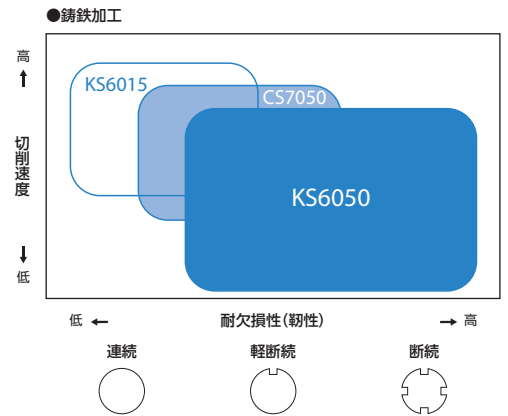 ●鋳鉄加工
高
KS6015
CS7050
切削速度
KS6050
低
低 ← 耐欠損性(靭性) → 高
連続 軽断続 断続